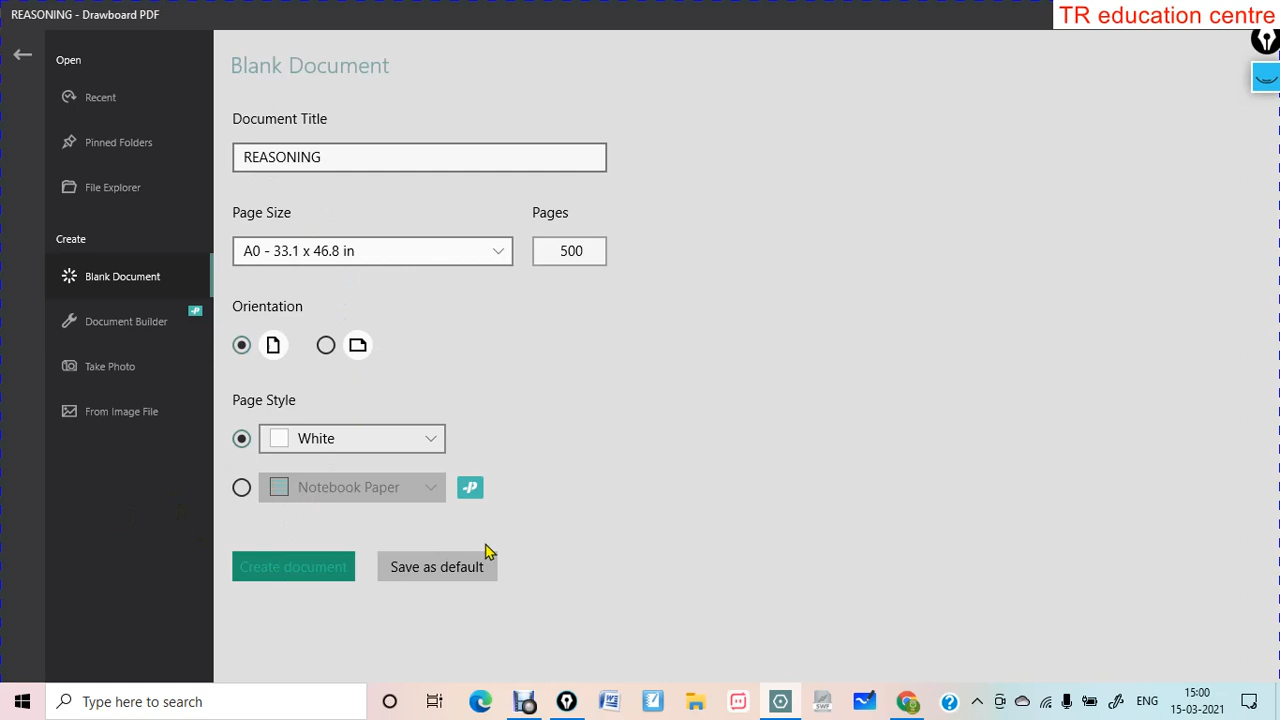 REASONING - Drawboard PDF
TR education centre
Open
Recent
Pinned Folders
File Explorer
Create
Blank Document
Document Builder
Take Photo
From Image File
Blank Document
Document Title
REASONING
Page Size
Pages
A0 - 33.1 x 46.8 in
500
Orientation
Page Style
White
Notebook Paper
Create document
Save as default
Type here to search
ENG
15:00
15-03-2021